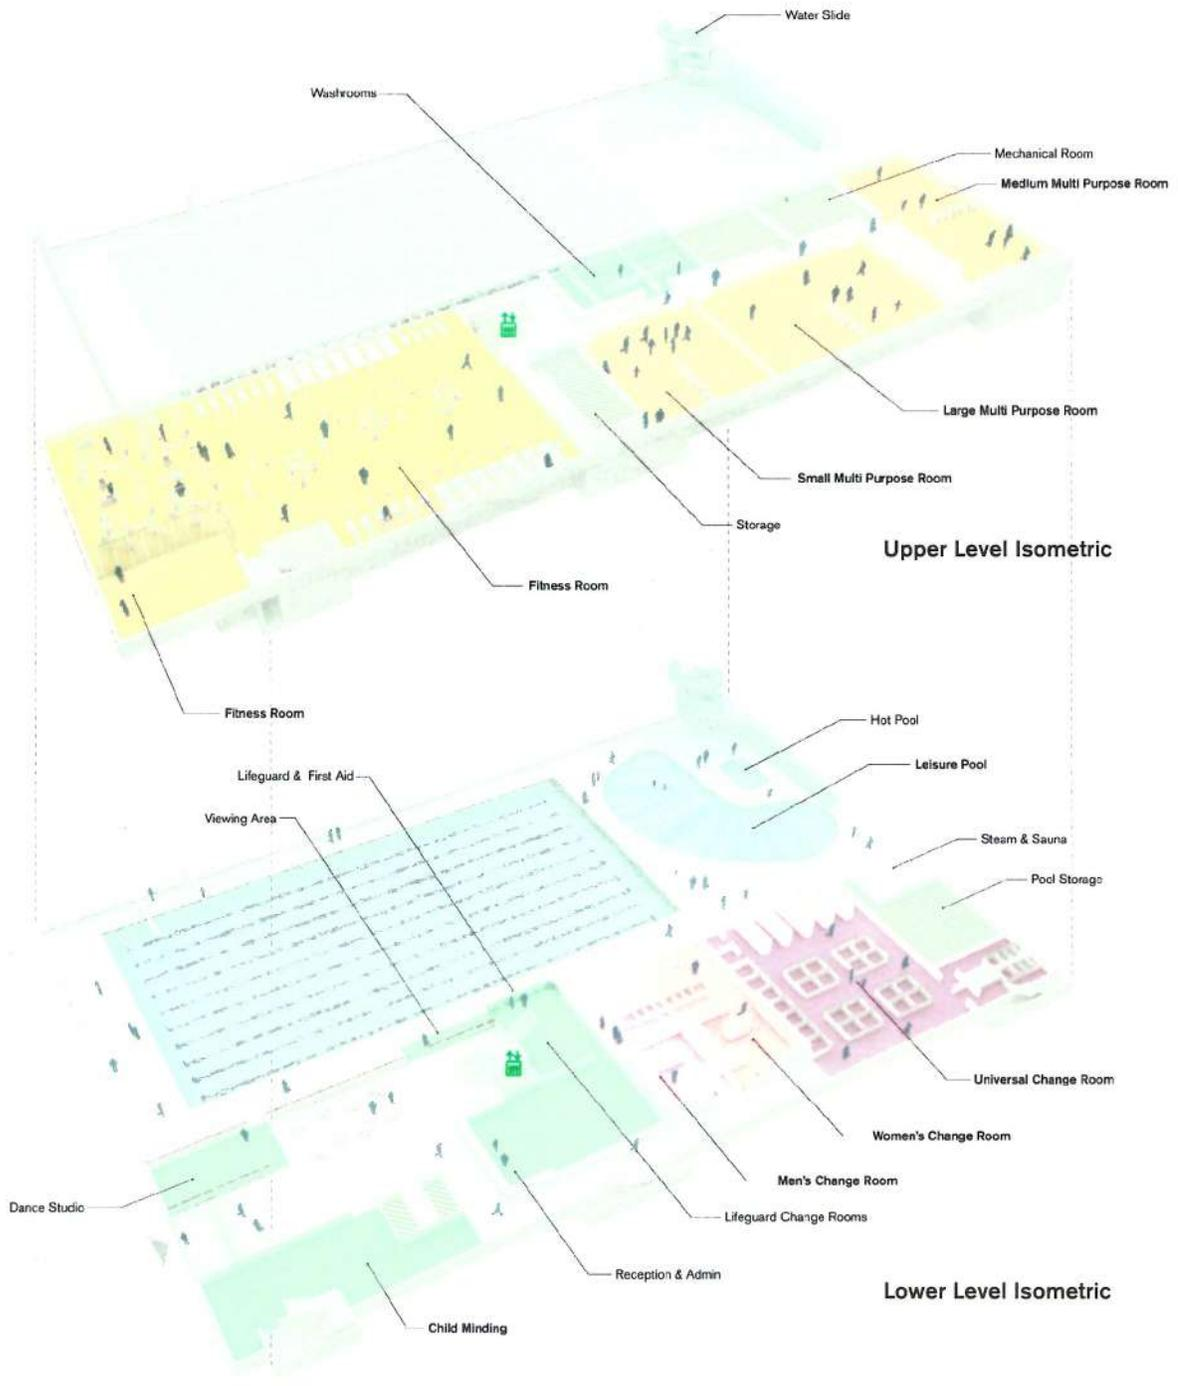 Water Slide
Washrooms
Mechanical Room
Medium Multi Purpose Room
Large Multi Purpose Room
Small Multi Purpose Room
Storage
Upper Level Isometric
Fitness Room
Fitness Room
Hot Pool
Leisure Pool
Lifeguard & First Aid
Viewing Area
Steam & Sauna
Pool Storage
Universal Change Room
Women's Change Room
Men's Change Room
Dance Studio
Lifeguard Change Rooms
Reception & Admin
Lower Level Isometric
Child Minding